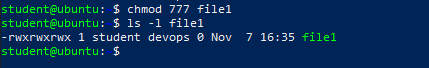 student@ubuntu: $ chmod 777 file1
student@ubuntu: $ ls -l file1
-rwxrwxrwx 1 student devops 0 Nov  7 16:35 file1
student@ubuntu: $